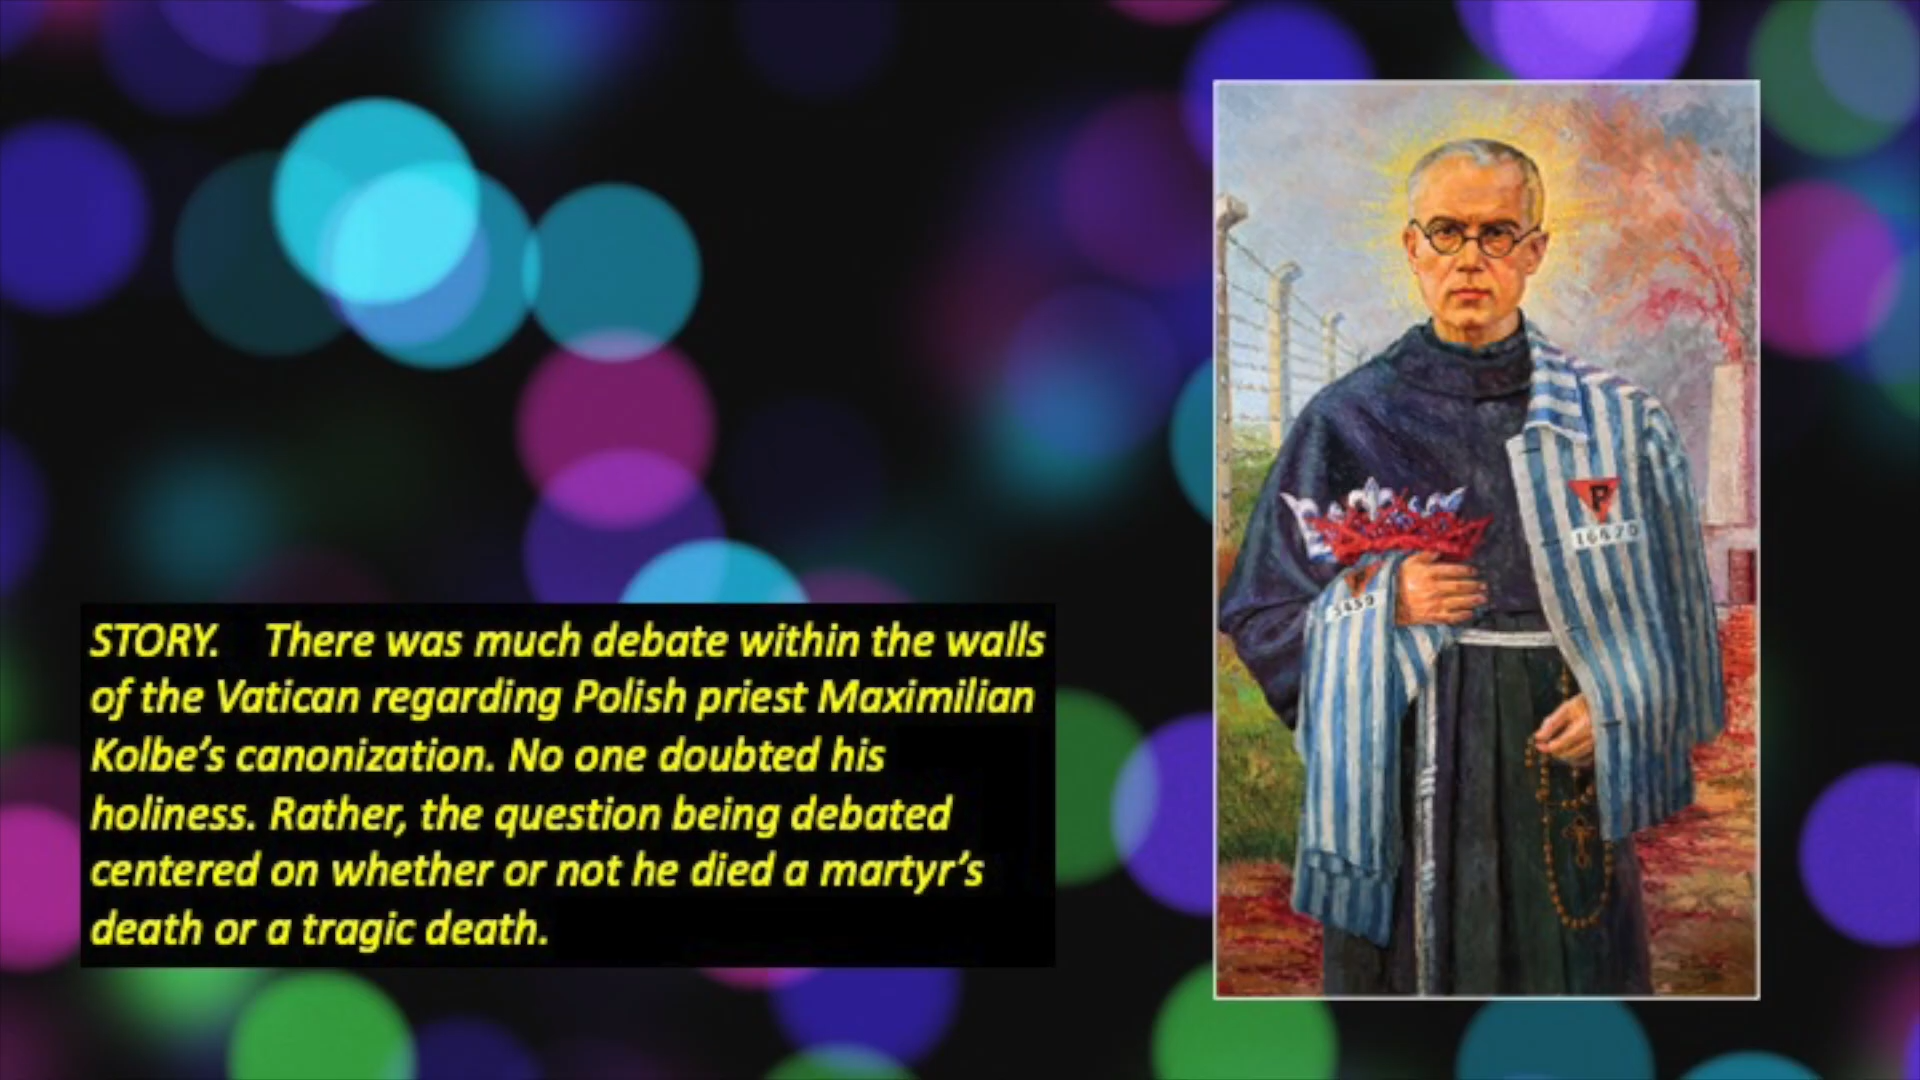 STORY. There was much debate within the walls
of the Vatican regarding Polish priest Maximilian
Kolbe’s canonization. No one doubted his
holiness. Rather, the question being debated
centered on whether or not he died a martyr’s
death or a tragic death.
P
16670
5659